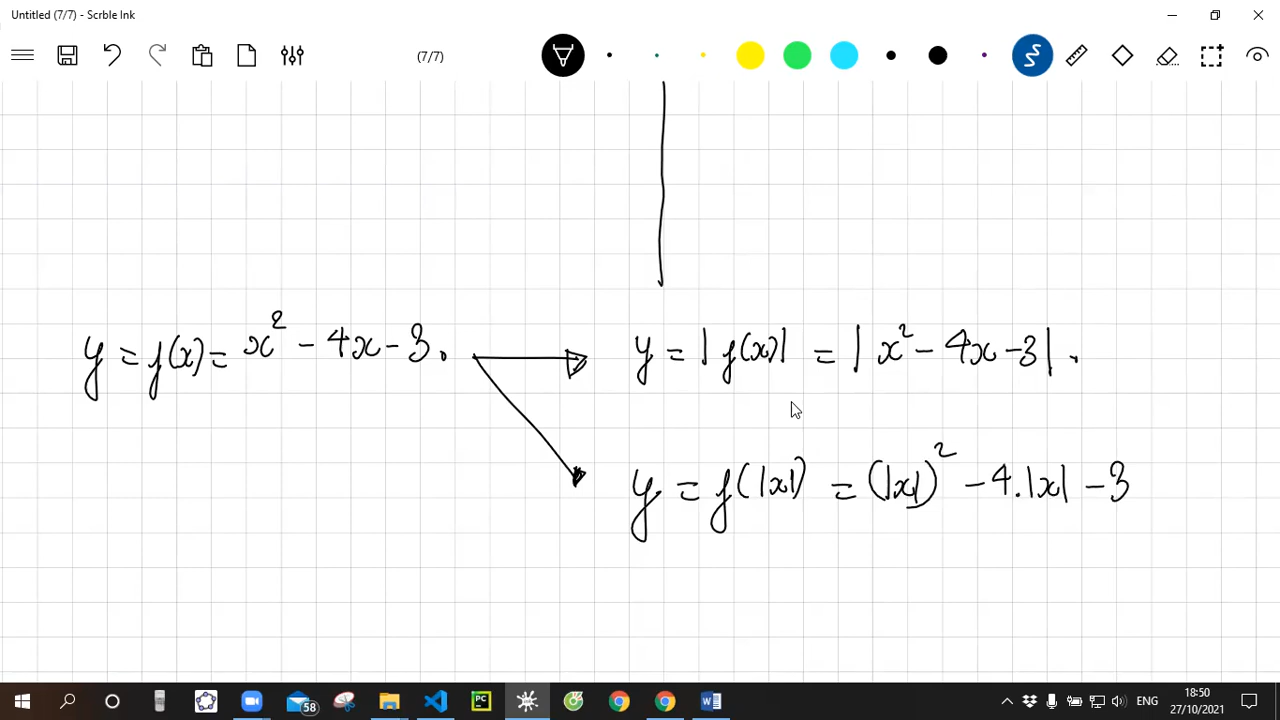 Untitled (7/7) - Scrble Ink
(7/7)
y = f(x) = x² - 4x - 3.
y = |f(x)| = |x² - 4x - 3|.
y = f(|x|) = (|x|)² - 4.|x| - 3
58
PC
ENG
18:50
27/10/2021